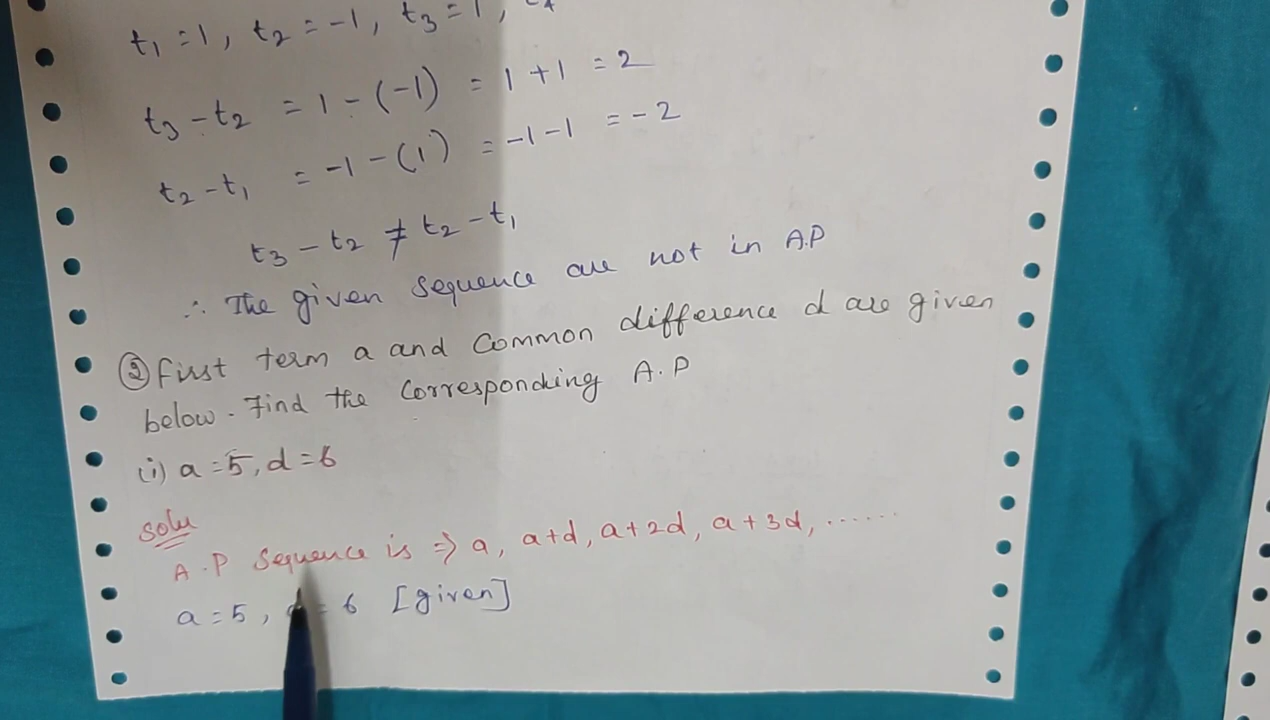 t₁ = 1, t₂ = -1, t₃ = 1,
t₃ - t₂ = 1 - (-1) = 1 + 1 = 2
t₂ - t₁ = -1 - (1) = -1 - 1 = -2
t₃ - t₂ ≠ t₂ - t₁
∴ The given sequence are not in A.P
② First term a and common difference d are given
below. Find the corresponding A.P
(i) a = 5, d = 6
Solu
A.P Sequence is ⇒ a, a+d, a+2d, a+3d, ......
a = 5, = 6 [given]